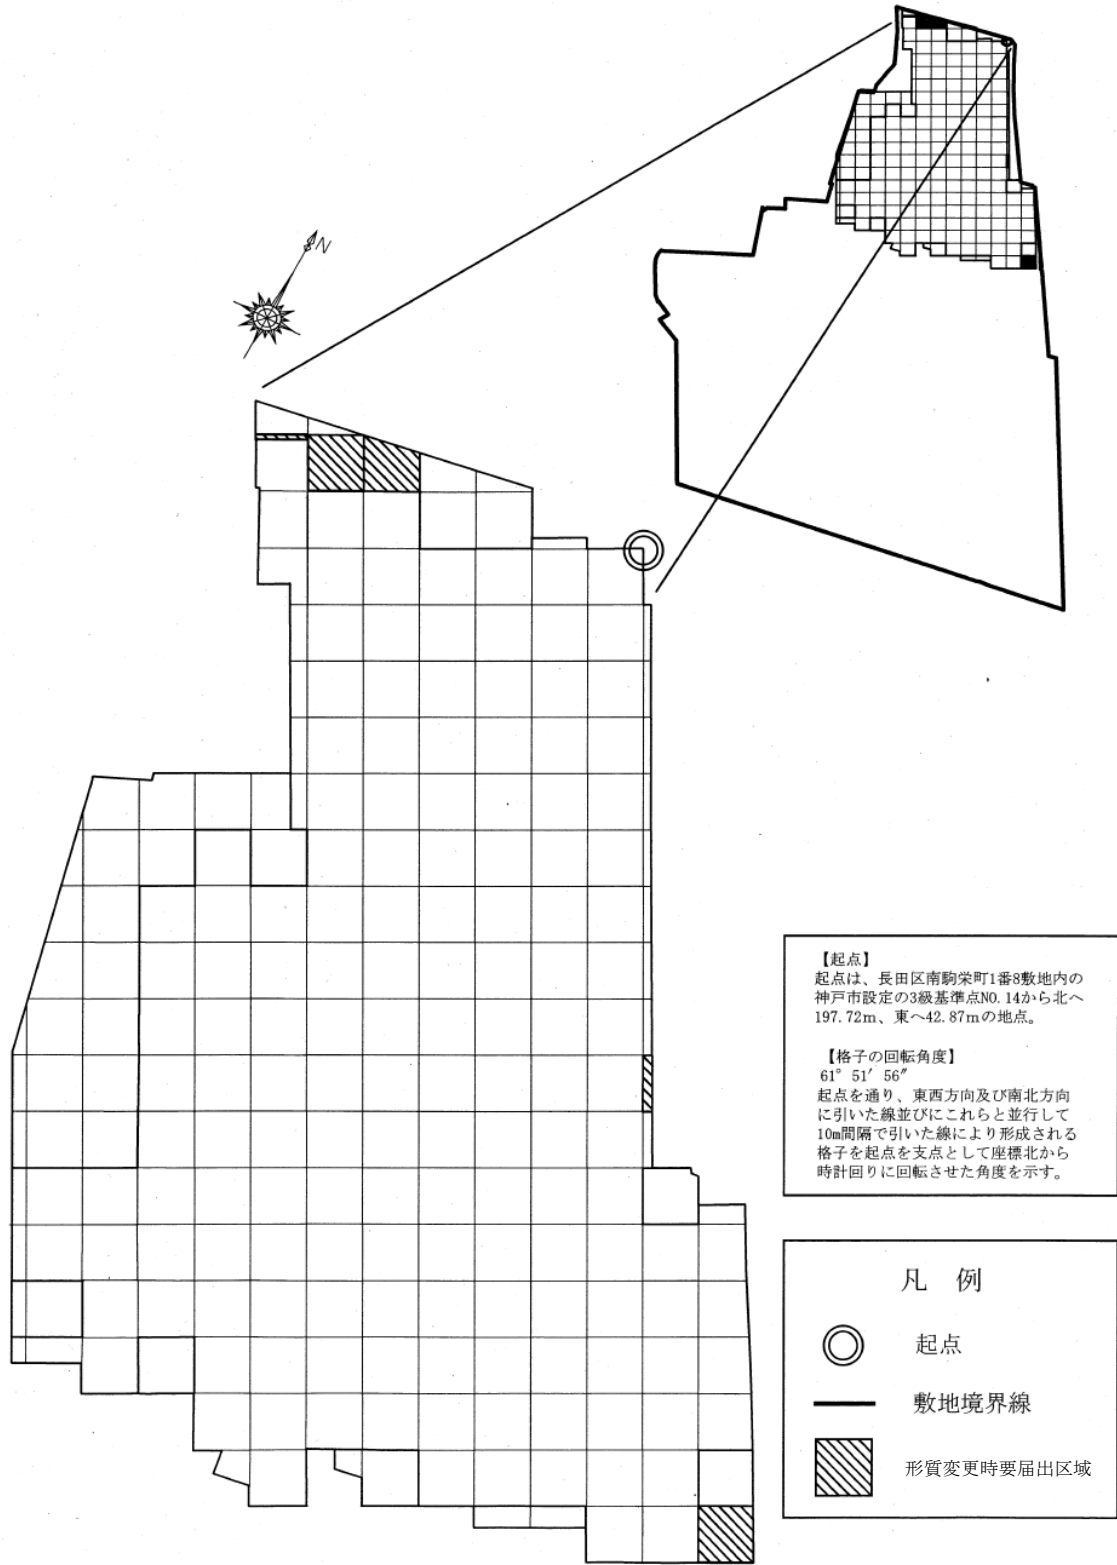 N
【起点】
起点は、長田区南駒栄町1番8敷地内の
神戸市設定の3級基準点NO.14から北へ
197.72m、東へ42.87mの地点。
【格子の回転角度】
61° 51′ 56″
起点を通り、東西方向及び南北方向
に引いた線並びにこれらと並行して
10m間隔で引いた線により形成される
格子を起点を支点として座標北から
時計回りに回転させた角度を示す。
凡 例
起点
敷地境界線
形質変更時要届出区域